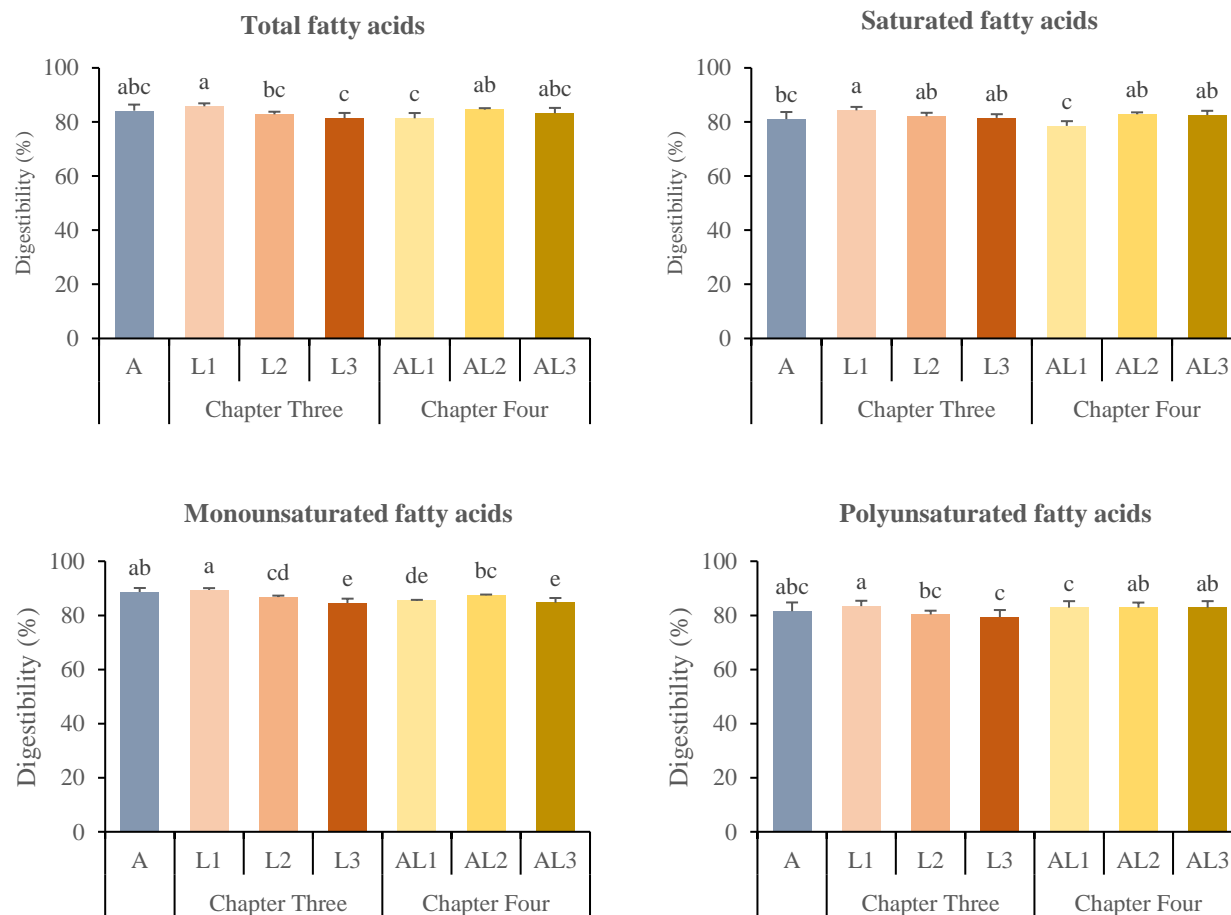 Total fatty acids
Digestibility (%)
100
80
60
40
20
0
abc a bc c c ab abc
A L1 L2 L3 AL1 AL2 AL3
Chapter Three Chapter Four
Saturated fatty acids
Digestibility (%)
100
80
60
40
20
0
bc a ab ab c ab ab
A L1 L2 L3 AL1 AL2 AL3
Chapter Three Chapter Four
Monounsaturated fatty acids
Digestibility (%)
100
80
60
40
20
0
ab a cd e de bc e
A L1 L2 L3 AL1 AL2 AL3
Chapter Three Chapter Four
Polyunsaturated fatty acids
Digestibility (%)
100
80
60
40
20
0
abc a bc c c ab ab
A L1 L2 L3 AL1 AL2 AL3
Chapter Three Chapter Four